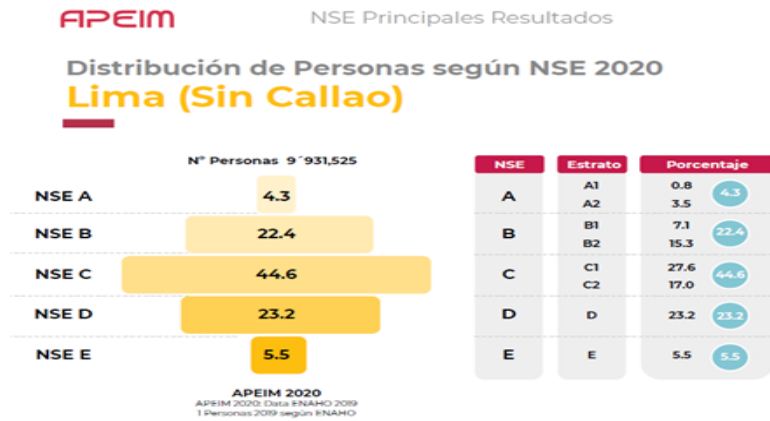 APEIM NSE Principales Resultados
Distribución de Personas según NSE 2020
Lima (Sin Callao)
N° Personas 9´931,525
NSE A 4.3
NSE B 22.4
NSE C 44.6
NSE D 23.2
NSE E 5.5
APEIM 2020
APEIM 2020: Data ENAHO 2019
1 Personas 2019 según ENAHO
NSE Estrato Porcentaje
A A1 0.8 4.3
A2 3.5
B B1 7.1 22.4
B2 15.3
C C1 27.6 44.6
C2 17.0
D D 23.2 23.2
E E 5.5 5.5